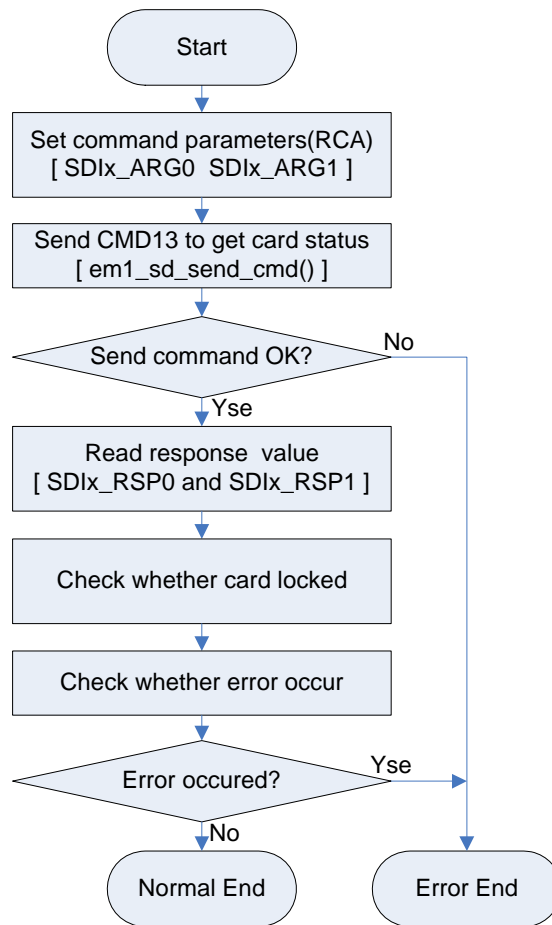 Start
Set command parameters(RCA)
[ SDIx_ARG0  SDIx_ARG1 ]
Send CMD13 to get card status
[ em1_sd_send_cmd() ]
Send command OK?
No
Yse
Read response  value
[ SDIx_RSP0 and SDIx_RSP1 ]
Check whether card locked
Check whether error occur
Error occured?
Yse
No
Normal End
Error End